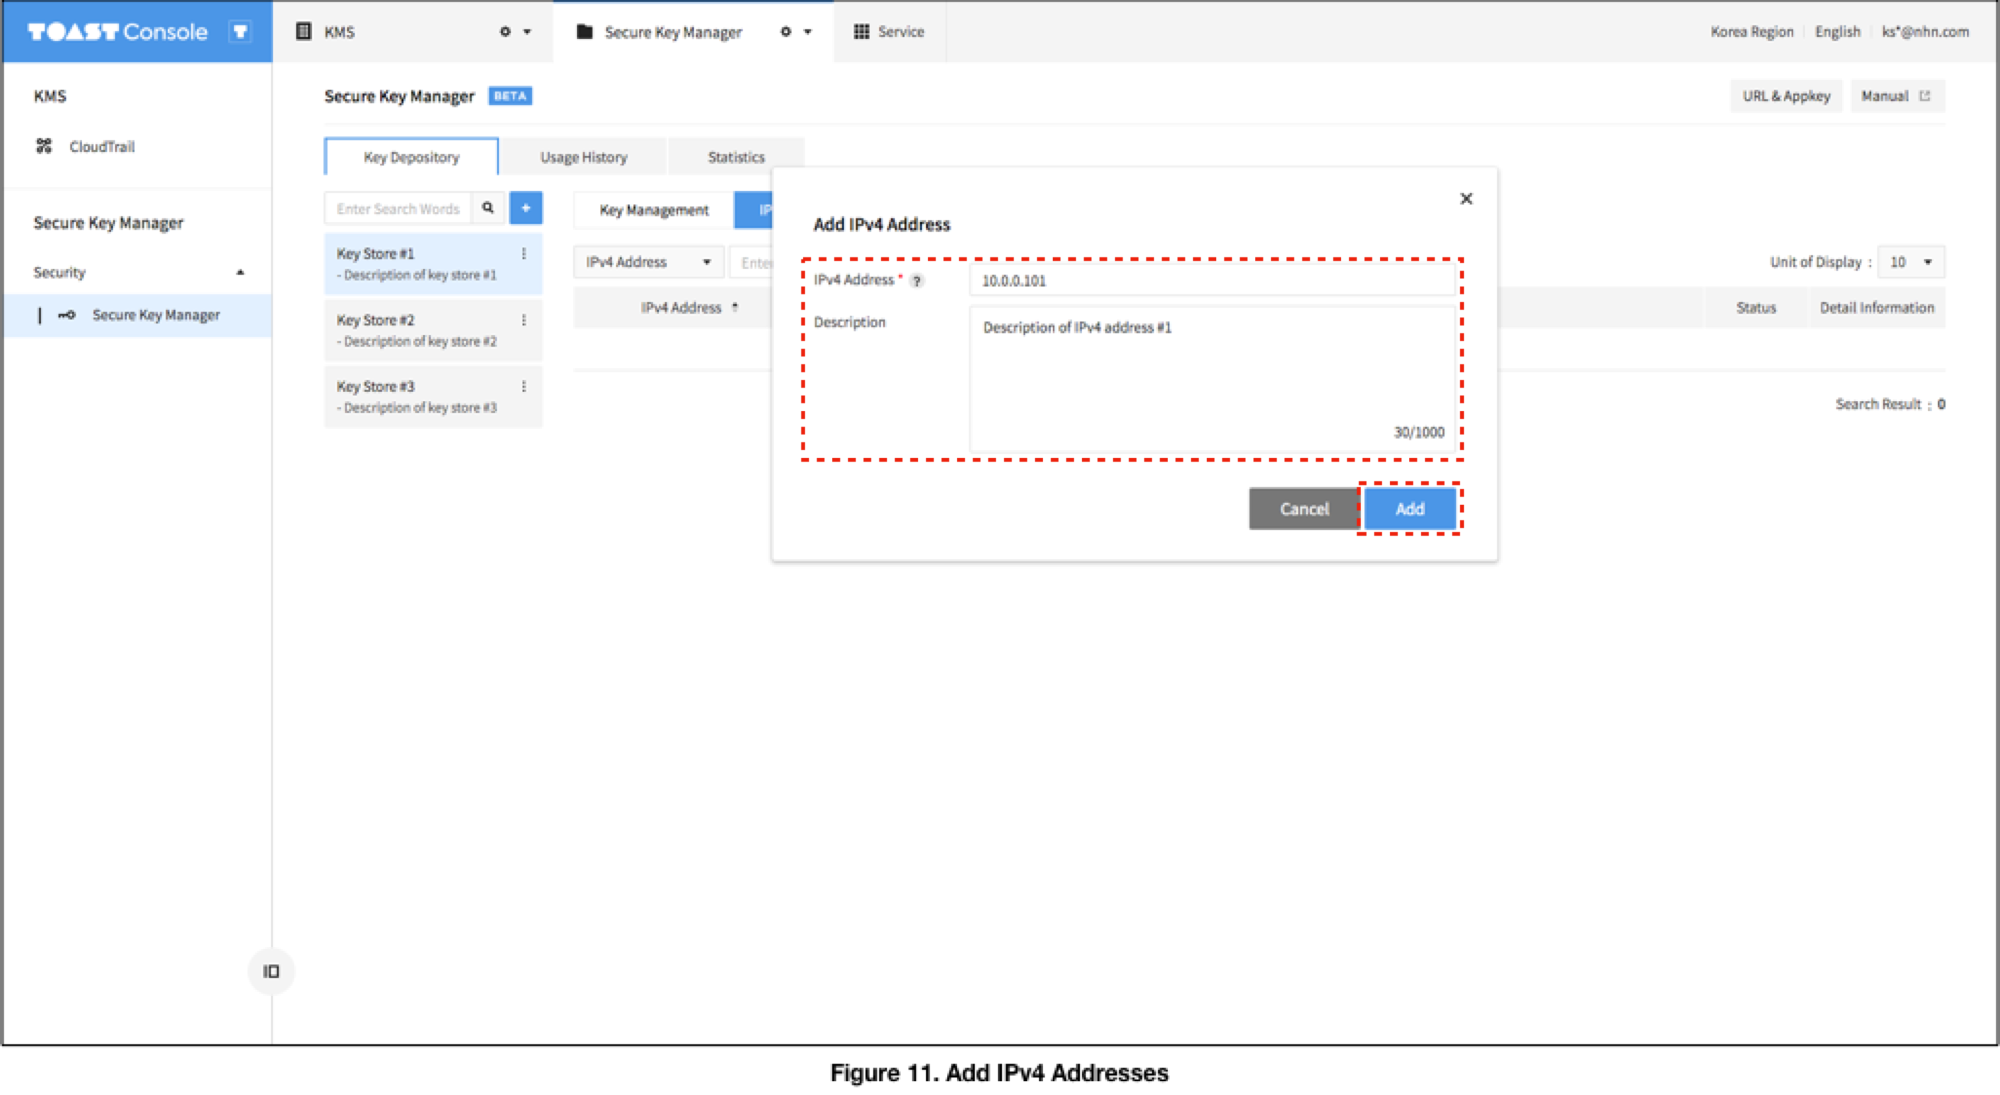 TOAST Console
KMS
Secure Key Manager
Service
Korea Region
English
ks*@nhn.com
KMS
CloudTrail
Secure Key Manager
Security
Secure Key Manager
Secure Key Manager BETA
URL & Appkey
Manual
Key Depository
Usage History
Statistics
Enter Search Words
+
Key Store #1
- Description of key store #1
Key Store #2
- Description of key store #2
Key Store #3
- Description of key store #3
Key Management
IP
IPv4 Address
Ente
Unit of Display : 10
IPv4 Address
Status
Detail Information
Search Result : 0
Add IPv4 Address
IPv4 Address * ?
10.0.0.101
Description
Description of IPv4 address #1
30/1000
Cancel
Add
Figure 11. Add IPv4 Addresses